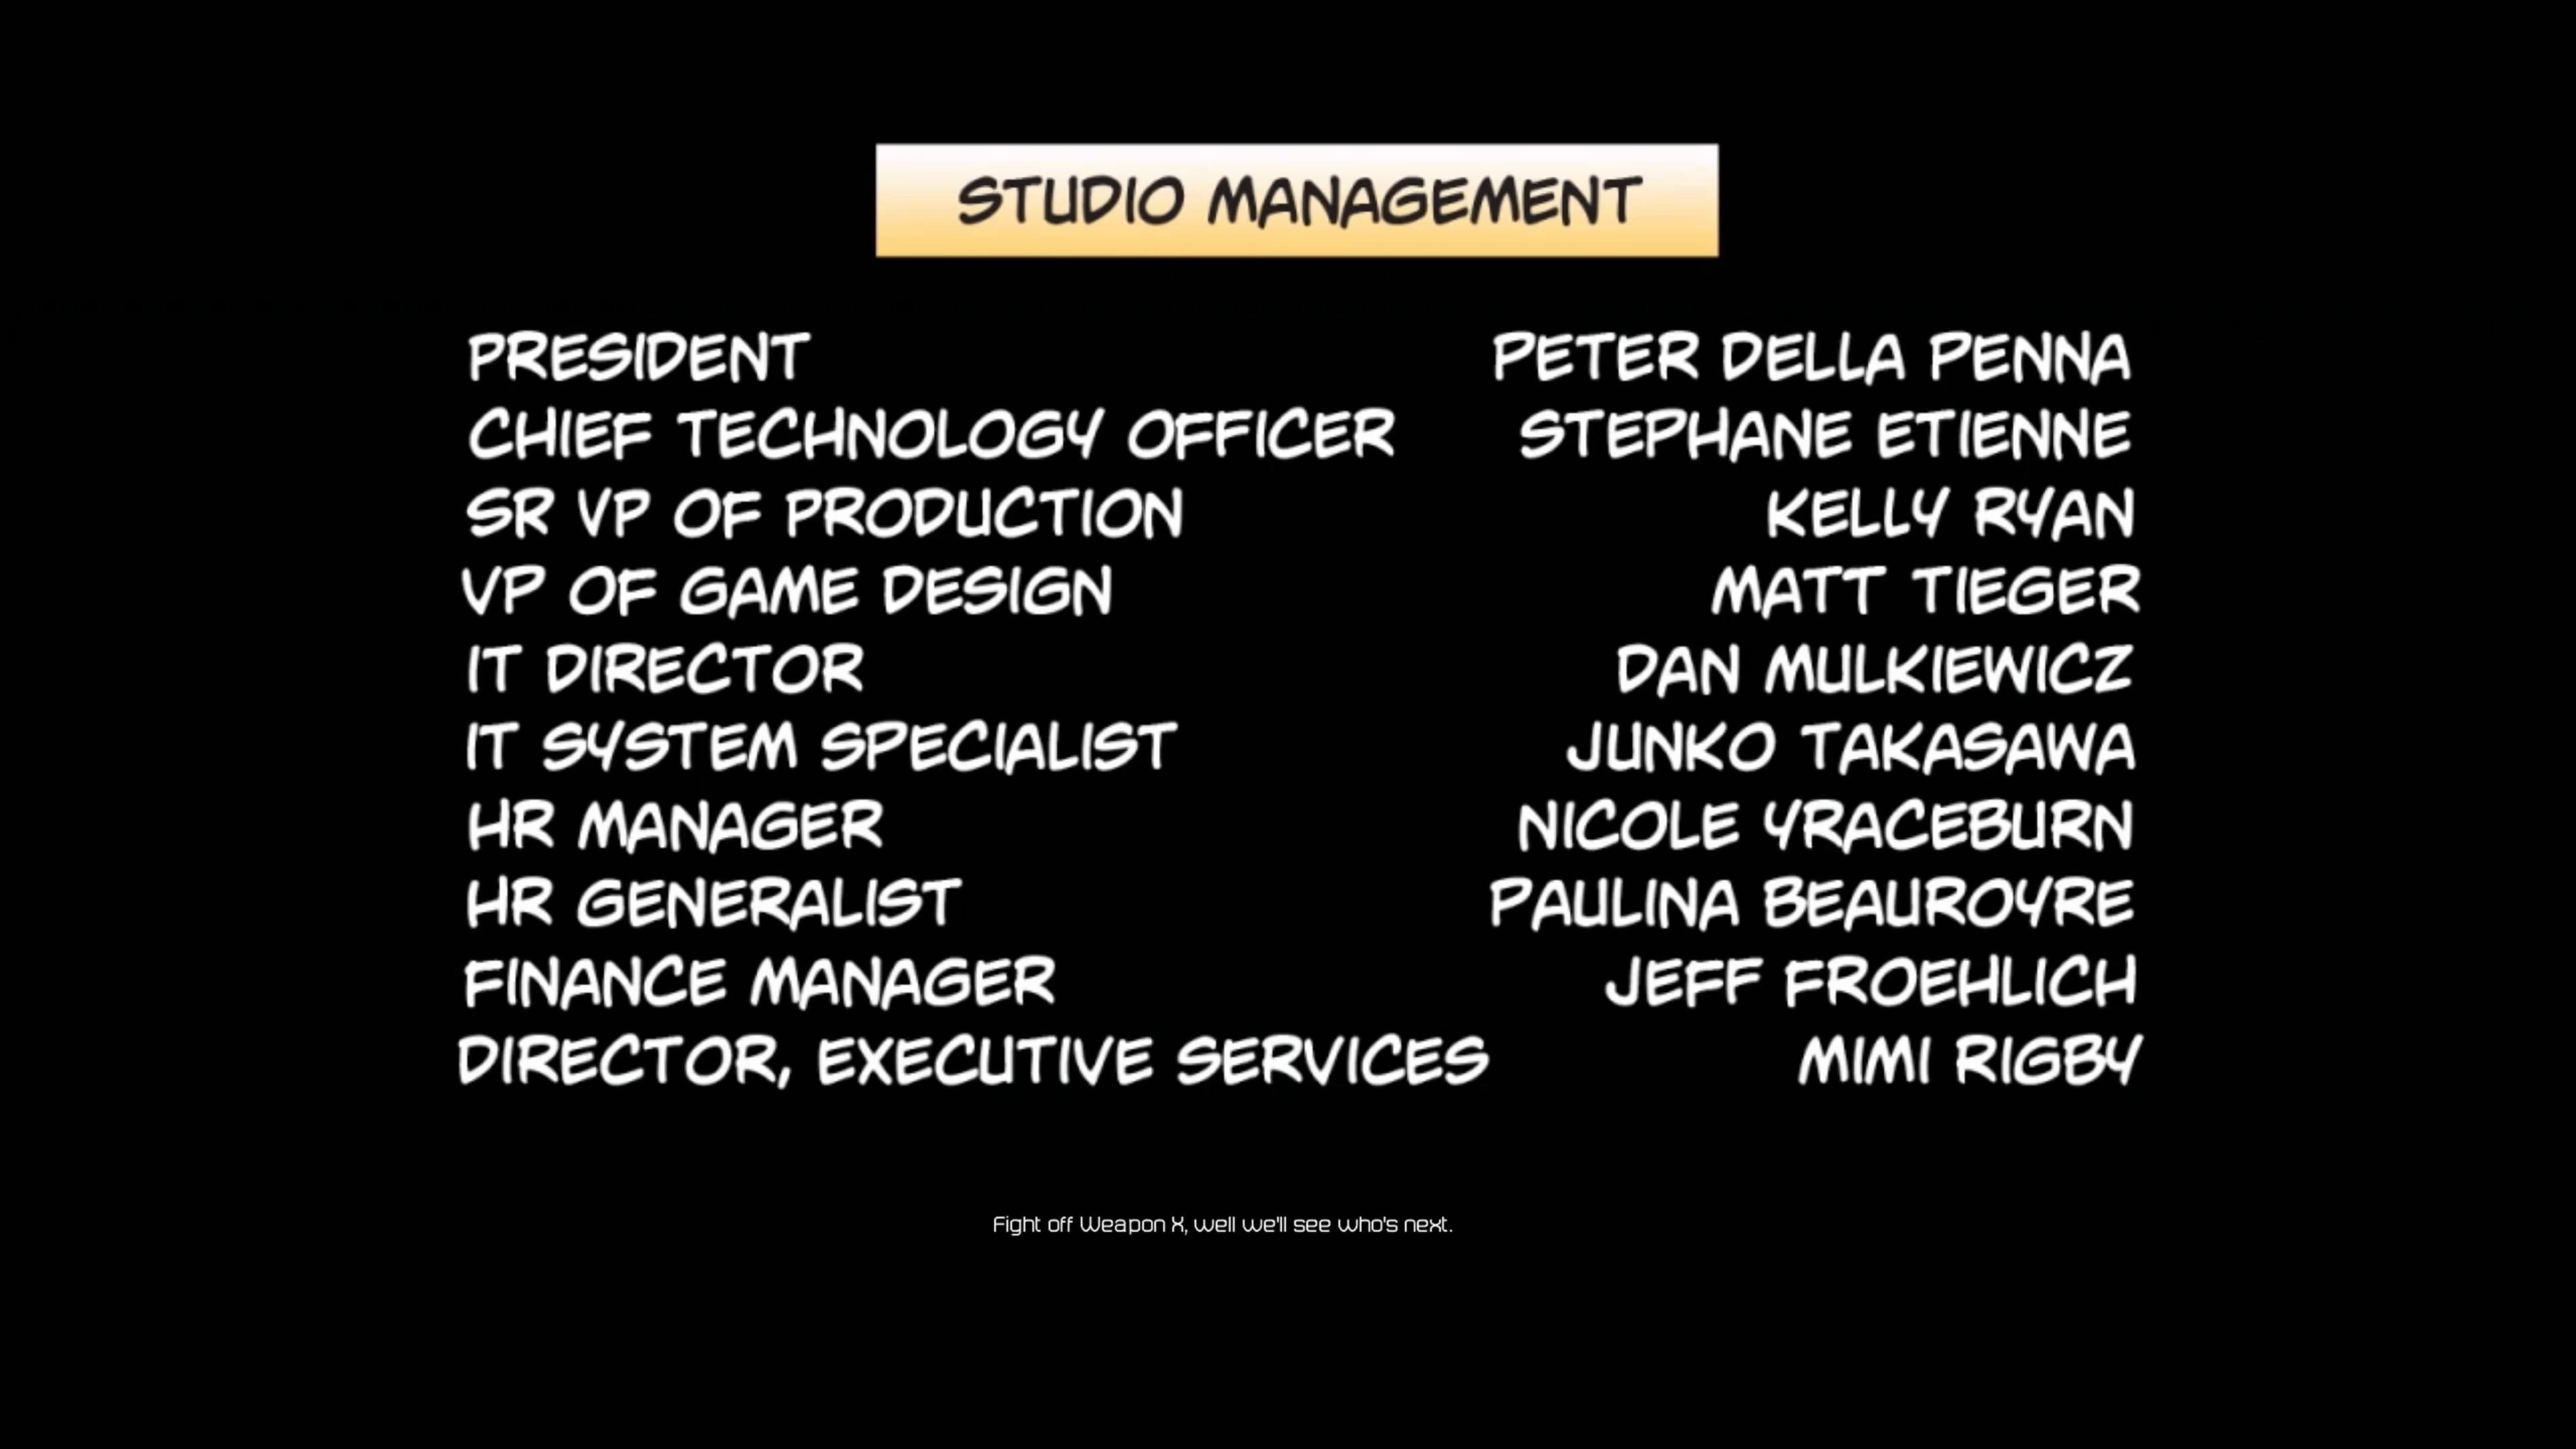 STUDIO MANAGEMENT
PRESIDENT PETER DELLA PENNA
CHIEF TECHNOLOGY OFFICER STEPHANE ETIENNE
SR VP OF PRODUCTION KELLY RYAN
VP OF GAME DESIGN MATT TIEGER
IT DIRECTOR DAN MULKIEWICZ
IT SYSTEM SPECIALIST JUNKO TAKASAWA
HR MANAGER NICOLE YRACEBURN
HR GENERALIST PAULINA BEAUROYRE
FINANCE MANAGER JEFF FROEHLICH
DIRECTOR, EXECUTIVE SERVICES MIMI RIGBY
Fight off Weapon X, well we'll see who's next.